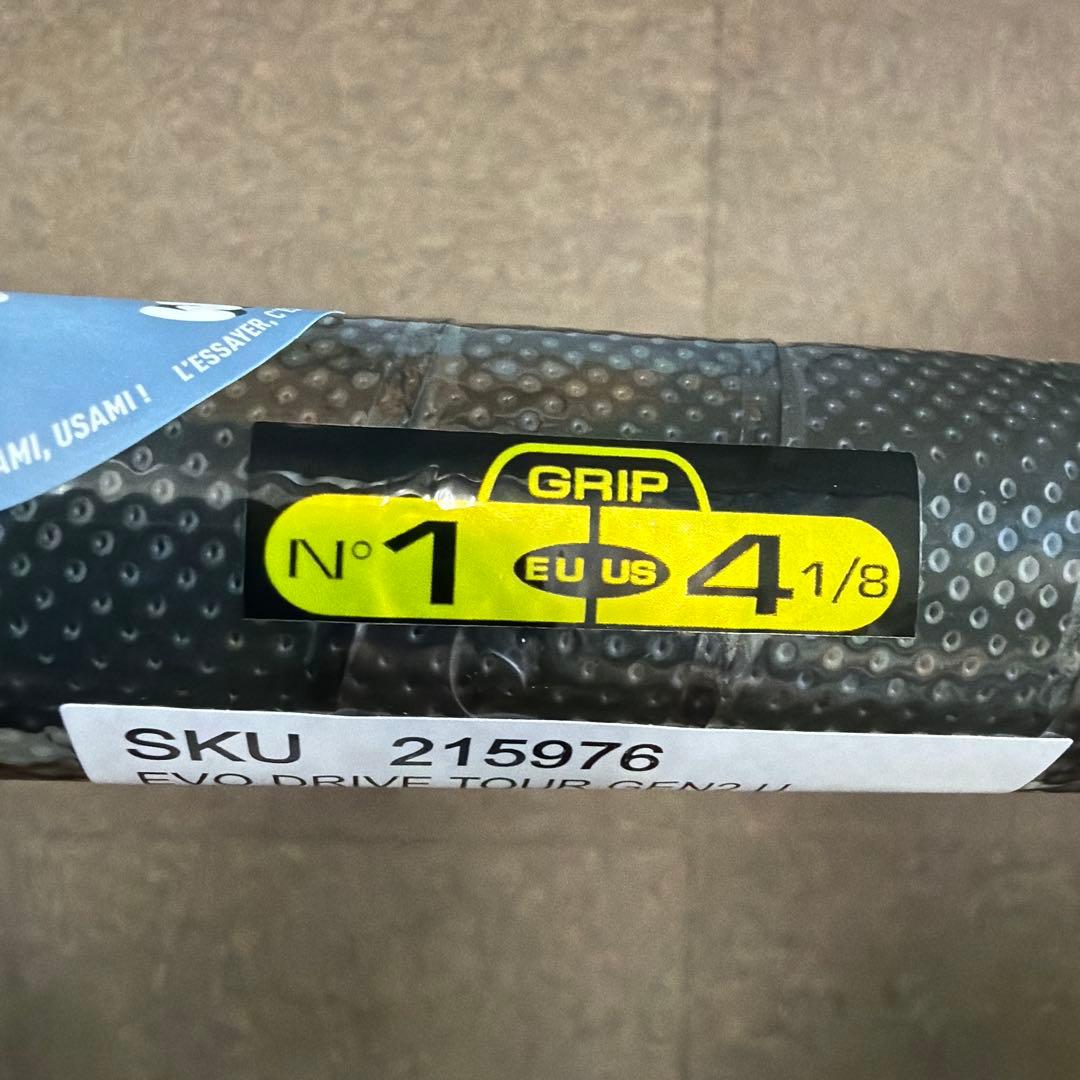 L'ESSAYER, C'E
AMI, USAMI !
GRIP
N° 1 EU US 4 1/8
SKU 215976
EVO DRIVE TOUR GEN2 U